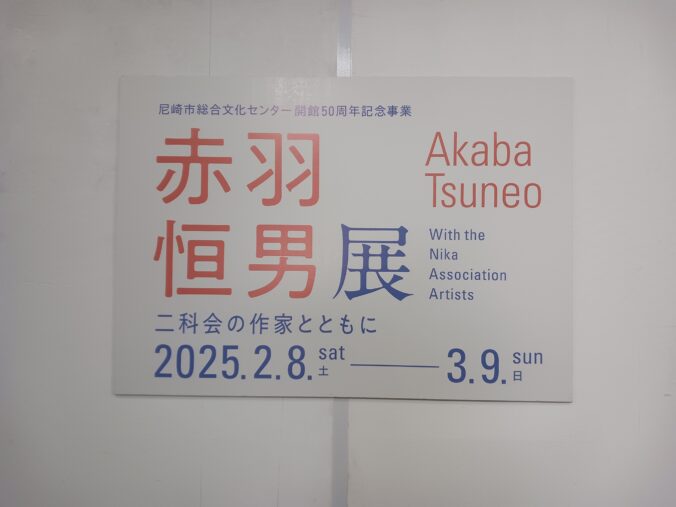 尼崎市総合文化センター開館50周年記念事業
赤羽
恒男展
Akaba
Tsuneo
With the
Nika
Association
Artists
二科会の作家とともに
2025.2.8.sat土 — 3.9.sun日